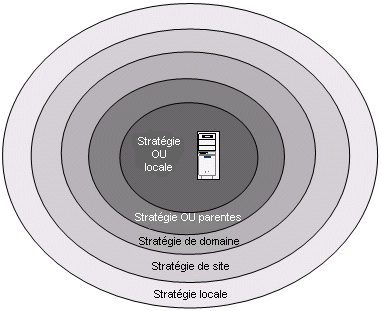 Stratégie
OU
locale
Stratégie OU parentes
Stratégie de domaine
Stratégie de site
Stratégie locale